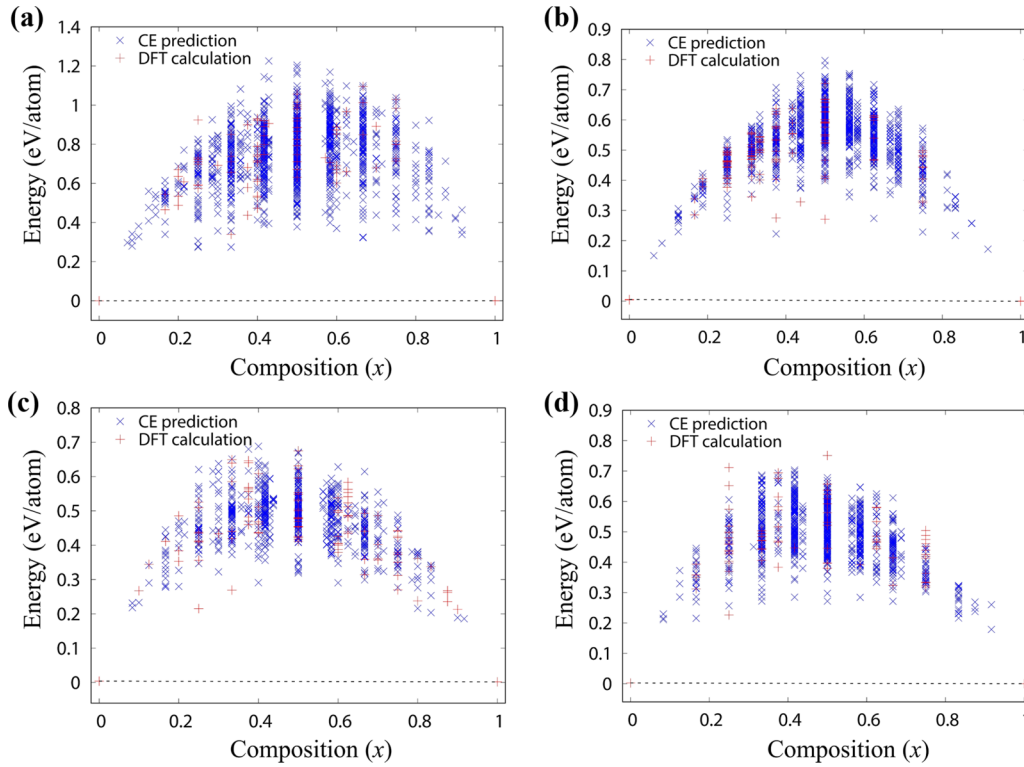 (a)
1.4
1.2
1
0.8
0.6
0.4
0.2
0
Energy (eV/atom)
CE prediction
DFT calculation
0 0.2 0.4 0.6 0.8 1
Composition (x)
(b)
0.9
0.8
0.7
0.6
0.5
0.4
0.3
0.2
0.1
0
Energy (eV/atom)
CE prediction
DFT calculation
0 0.2 0.4 0.6 0.8 1
Composition (x)
(c)
0.8
0.7
0.6
0.5
0.4
0.3
0.2
0.1
0
Energy (eV/atom)
CE prediction
DFT calculation
0 0.2 0.4 0.6 0.8 1
Composition (x)
(d)
0.9
0.8
0.7
0.6
0.5
0.4
0.3
0.2
0.1
0
Energy (eV/atom)
CE prediction
DFT calculation
0 0.2 0.4 0.6 0.8 1
Composition (x)